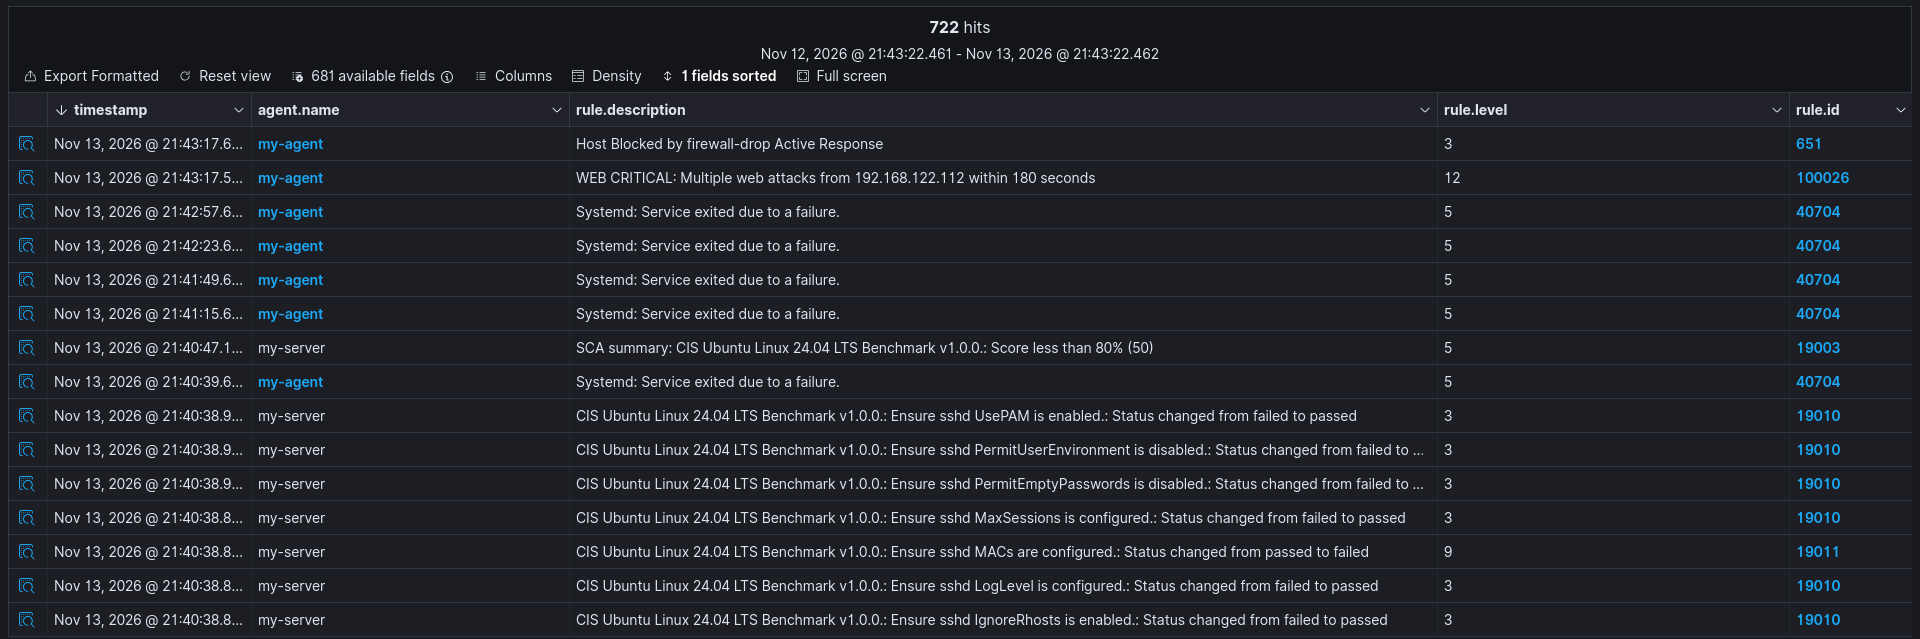 722 hits
Nov 12, 2026 @ 21:43:22.461 - Nov 13, 2026 @ 21:43:22.462
Export Formatted Reset view 681 available fields Columns Density 1 fields sorted Full screen
timestamp agent.name rule.description rule.level rule.id
Nov 13, 2026 @ 21:43:17.6... my-agent Host Blocked by firewall-drop Active Response 3 651
Nov 13, 2026 @ 21:43:17.5... my-agent WEB CRITICAL: Multiple web attacks from 192.168.122.112 within 180 seconds 12 100026
Nov 13, 2026 @ 21:42:57.6... my-agent Systemd: Service exited due to a failure. 5 40704
Nov 13, 2026 @ 21:42:23.6... my-agent Systemd: Service exited due to a failure. 5 40704
Nov 13, 2026 @ 21:41:49.6... my-agent Systemd: Service exited due to a failure. 5 40704
Nov 13, 2026 @ 21:41:15.6... my-agent Systemd: Service exited due to a failure. 5 40704
Nov 13, 2026 @ 21:40:47.1... my-server SCA summary: CIS Ubuntu Linux 24.04 LTS Benchmark v1.0.0.: Score less than 80% (50) 5 19003
Nov 13, 2026 @ 21:40:39.6... my-agent Systemd: Service exited due to a failure. 5 40704
Nov 13, 2026 @ 21:40:38.9... my-server CIS Ubuntu Linux 24.04 LTS Benchmark v1.0.0.: Ensure sshd UsePAM is enabled.: Status changed from failed to passed 3 19010
Nov 13, 2026 @ 21:40:38.9... my-server CIS Ubuntu Linux 24.04 LTS Benchmark v1.0.0.: Ensure sshd PermitUserEnvironment is disabled.: Status changed from failed to ... 3 19010
Nov 13, 2026 @ 21:40:38.9... my-server CIS Ubuntu Linux 24.04 LTS Benchmark v1.0.0.: Ensure sshd PermitEmptyPasswords is disabled.: Status changed from failed to ... 3 19010
Nov 13, 2026 @ 21:40:38.8... my-server CIS Ubuntu Linux 24.04 LTS Benchmark v1.0.0.: Ensure sshd MaxSessions is configured.: Status changed from failed to passed 3 19010
Nov 13, 2026 @ 21:40:38.8... my-server CIS Ubuntu Linux 24.04 LTS Benchmark v1.0.0.: Ensure sshd MACs are configured.: Status changed from passed to failed 9 19011
Nov 13, 2026 @ 21:40:38.8... my-server CIS Ubuntu Linux 24.04 LTS Benchmark v1.0.0.: Ensure sshd LogLevel is configured.: Status changed from failed to passed 3 19010
Nov 13, 2026 @ 21:40:38.8... my-server CIS Ubuntu Linux 24.04 LTS Benchmark v1.0.0.: Ensure sshd IgnoreRhosts is enabled.: Status changed from failed to passed 3 19010